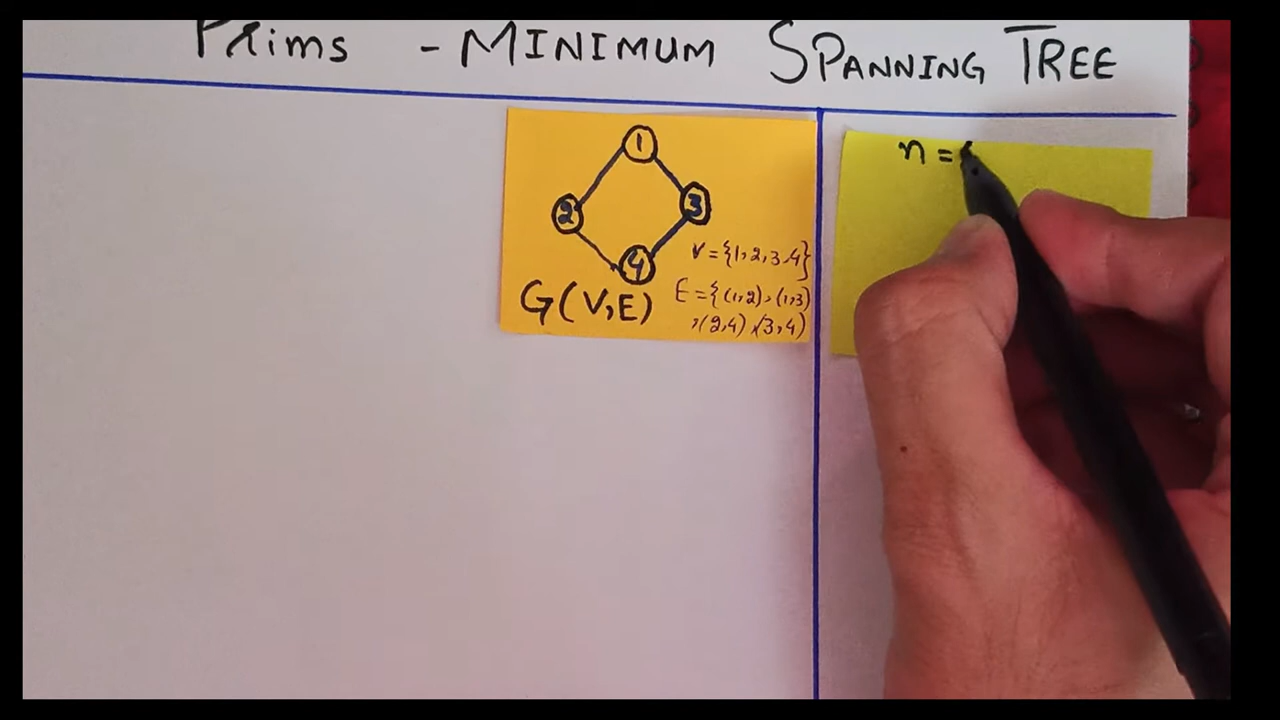 Prims - MINIMUM SPANNING TREE
1
2 3
4
V = {1,2,3,4}
G(V,E) E = {(1,2),(1,3)
,(2,4),(3,4)
n =